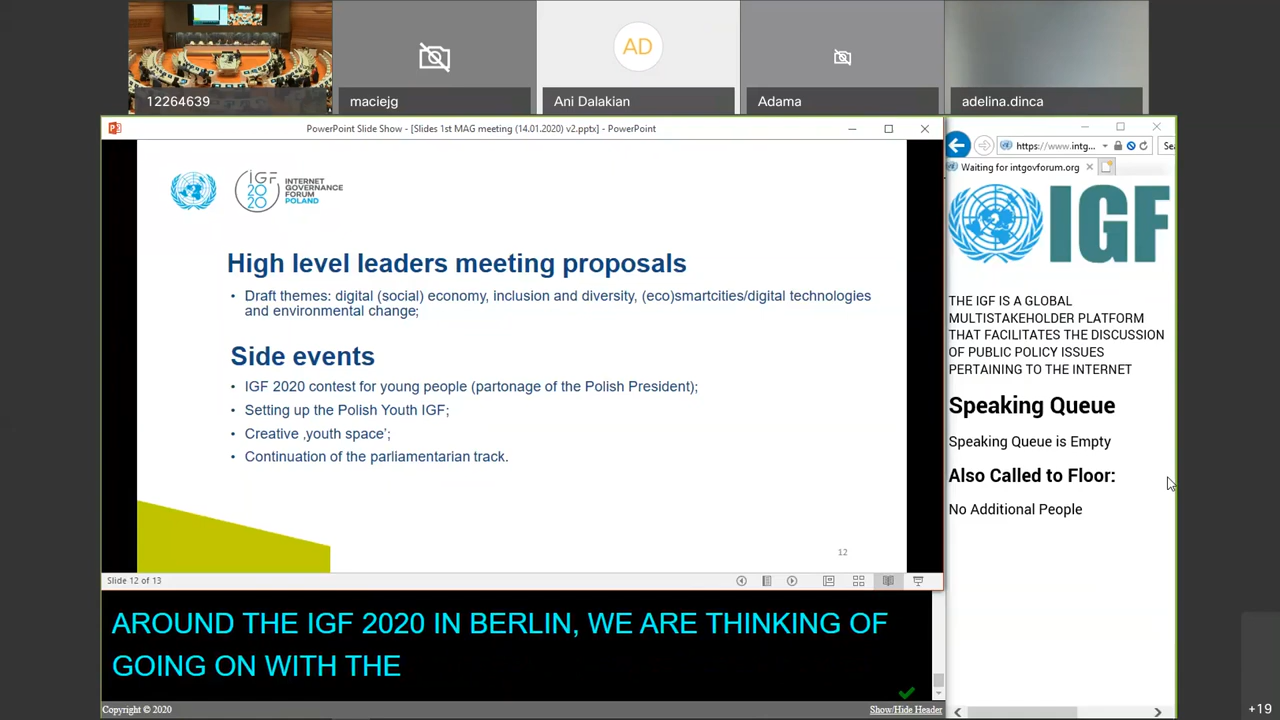 12264639
maciejg
AD
Ani Dalakian
Adama
adelina.dinca
PowerPoint Slide Show - [Slides 1st MAG meeting (14.01.2020) v2.pptx] - PowerPoint
IGF
20
20
INTERNET
GOVERNANCE
FORUM
POLAND
High level leaders meeting proposals
• Draft themes: digital (social) economy, inclusion and diversity, (eco)smartcities/digital technologies
and environmental change;
Side events
• IGF 2020 contest for young people (partonage of the Polish President);
• Setting up the Polish Youth IGF;
• Creative ‚youth space’;
• Continuation of the parliamentarian track.
12
Slide 12 of 13
AROUND THE IGF 2020 IN BERLIN, WE ARE THINKING OF
GOING ON WITH THE
Copyright © 2020
Show/Hide Header
https://www.intg...
Waiting for intgovforum.org
IGF
THE IGF IS A GLOBAL
MULTISTAKEHOLDER PLATFORM
THAT FACILITATES THE DISCUSSION
OF PUBLIC POLICY ISSUES
PERTAINING TO THE INTERNET
Speaking Queue
Speaking Queue is Empty
Also Called to Floor:
No Additional People
+19